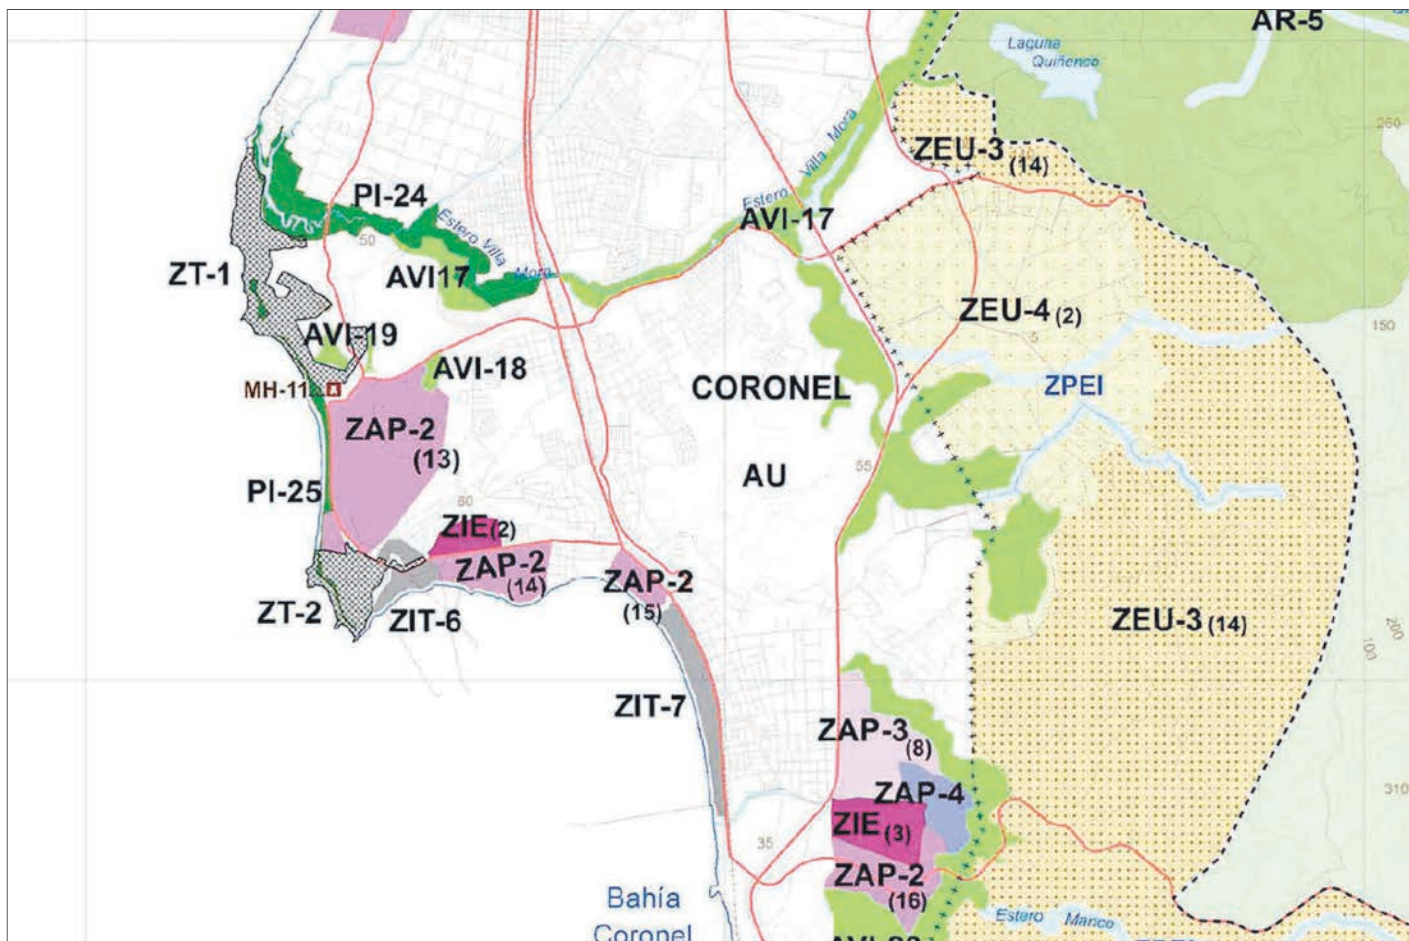 AR-5
Laguna
Quiñenco
250
Estero Villa Mora
ZEU-3 (14)
PI-24
AVI-17
50
Estero Villa
Mora
ZT-1
AVI17
ZEU-4 (2)
150
AVI-19
5
AVI-18
MH-11
CORONEL
ZPEI
ZAP-2
(13)
AU
55
PI-25
60
ZIE (2)
ZAP-2
(14)
ZAP-2
(15)
ZT-2
ZIT-6
ZEU-3 (14)
200
100
ZIT-7
ZAP-3 (8)
ZAP-4
310
ZIE (3)
35
ZAP-2
(16)
Bahía
Coronel
Estero Manco